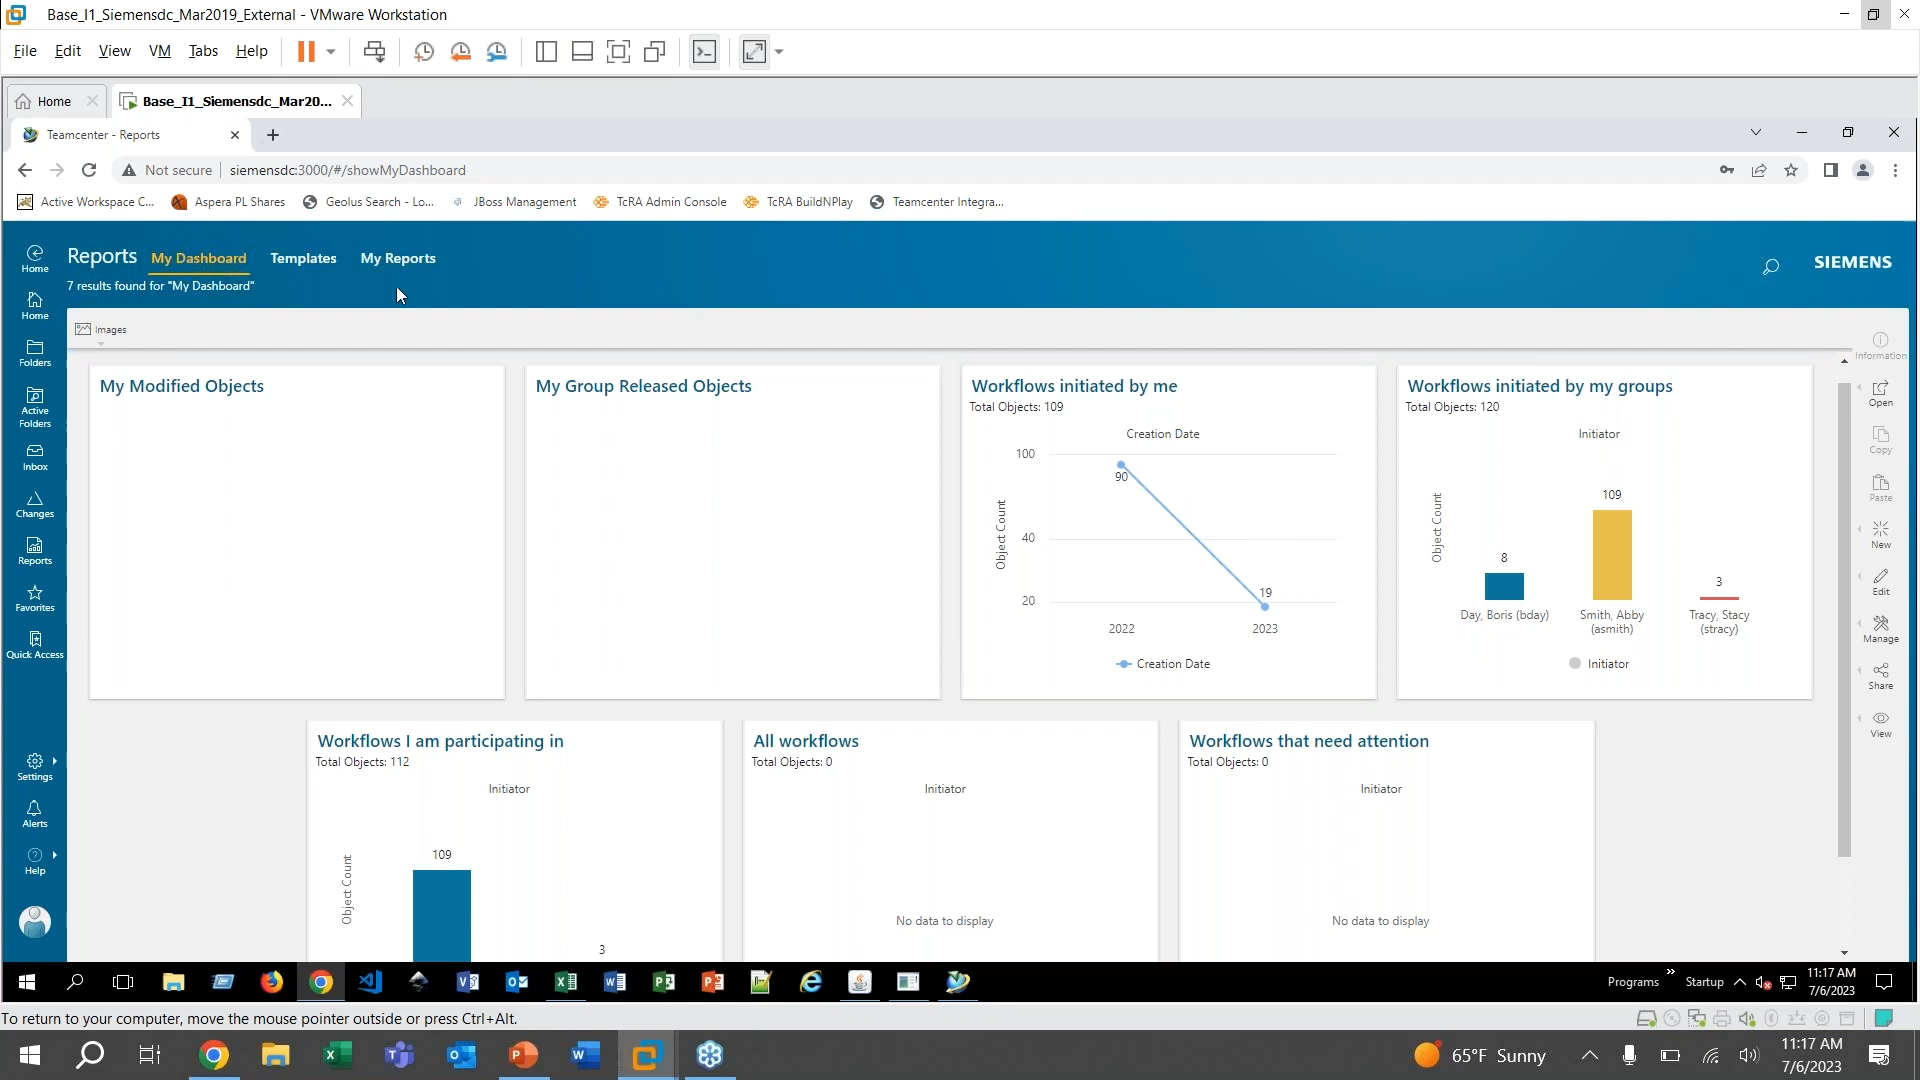 Base_I1_Siemensdc_Mar2019_External - VMware Workstation
File Edit View VM Tabs Help
Home
Base_I1_Siemensdc_Mar20...
Teamcenter - Reports
Not secure siemensdc:3000/#/showMyDashboard
Active Workspace C... Aspera PL Shares Geolus Search - Lo... JBoss Management TcRA Admin Console TcRA BuildNPlay Teamcenter Integra...
Reports My Dashboard Templates My Reports
SIEMENS
7 results found for "My Dashboard"
Home
Home
Folders
Active
Folders
Inbox
Changes
Reports
Favorites
Quick Access
Settings
Alerts
Help
Images
My Modified Objects
My Group Released Objects
Workflows initiated by me
Total Objects: 109
Creation Date
100
40
20
Object Count
90
19
2022
2023
Creation Date
Workflows initiated by my groups
Total Objects: 120
Initiator
Object Count
8
109
3
Day, Boris (bday)
Smith, Abby
(asmith)
Tracy, Stacy
(stracy)
Initiator
Workflows I am participating in
Total Objects: 112
Initiator
Object Count
109
3
All workflows
Total Objects: 0
Initiator
No data to display
Workflows that need attention
Total Objects: 0
Initiator
No data to display
Information
Open
Copy
Paste
New
Edit
Manage
Share
View
Programs
Startup
11:17 AM
7/6/2023
To return to your computer, move the mouse pointer outside or press Ctrl+Alt.
65°F Sunny
11:17 AM
7/6/2023